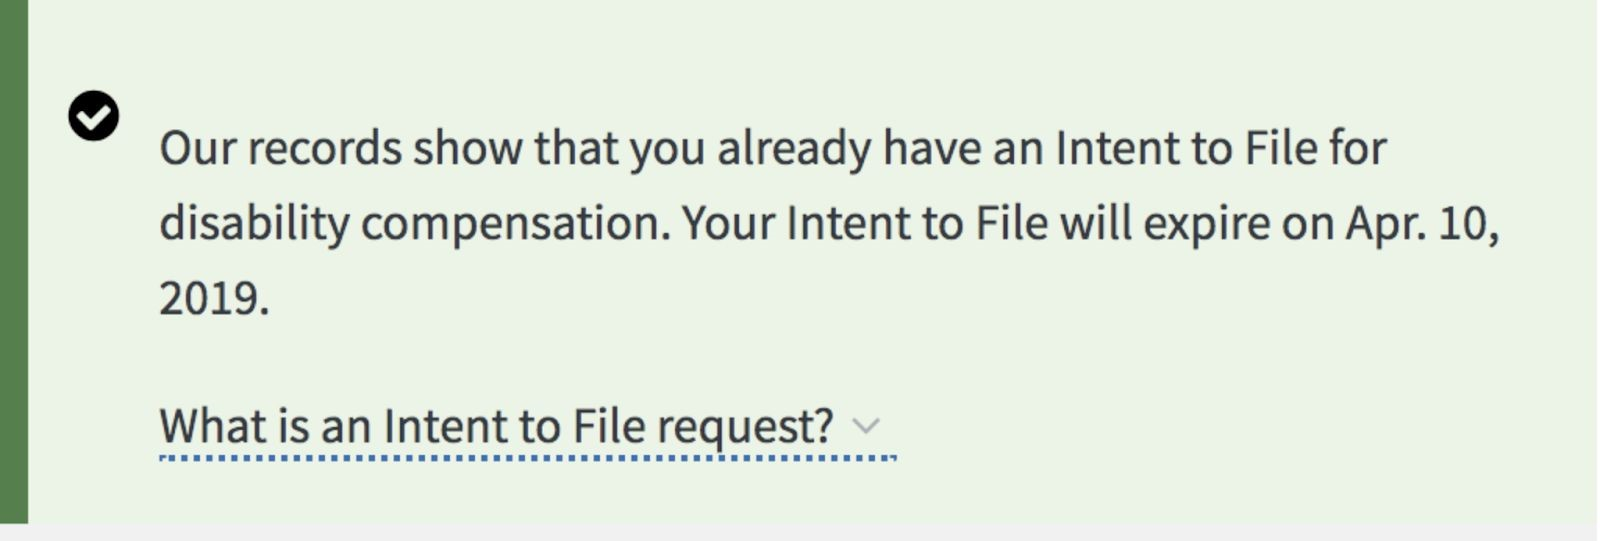 Our records show that you already have an Intent to File for
disability compensation. Your Intent to File will expire on Apr. 10,
2019.
What is an Intent to File request?